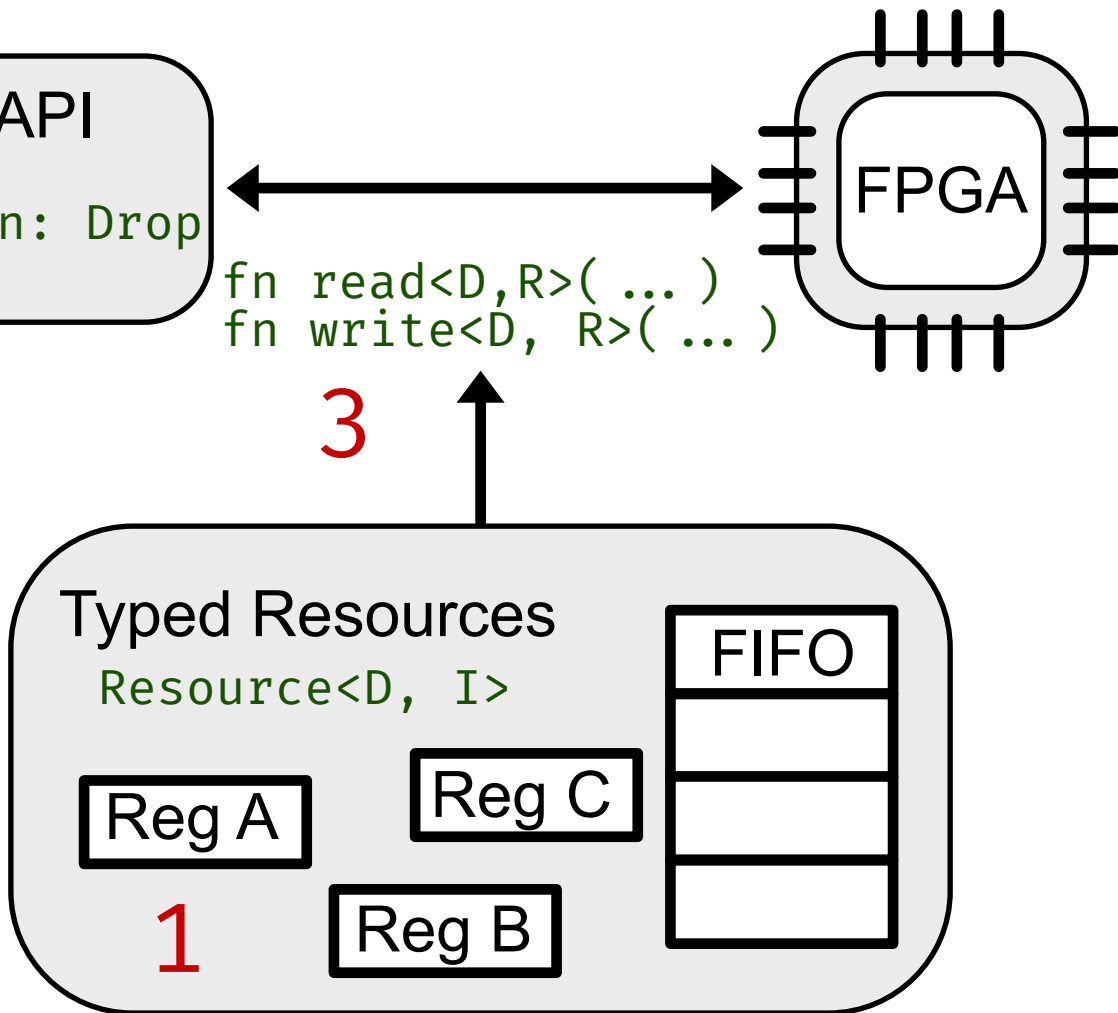 API
n: Drop
FPGA
fn read<D,R>( … )
fn write<D, R>( … )
3
Typed Resources
Resource<D, I>
FIFO
Reg A
Reg C
1
Reg B